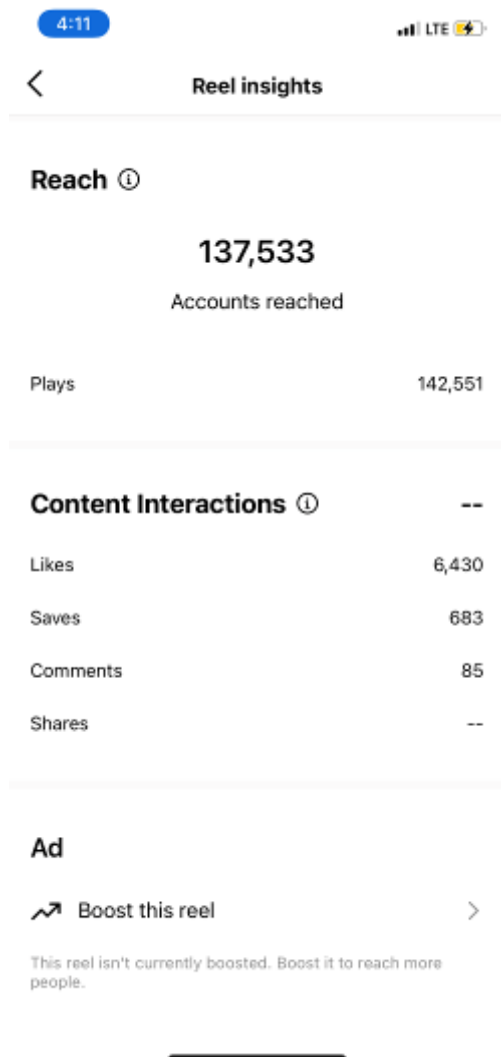 4:11 LTE
Reel insights
Reach
137,533
Accounts reached
Plays 142,551
Content Interactions --
Likes 6,430
Saves 683
Comments 85
Shares --
Ad
Boost this reel
This reel isn't currently boosted. Boost it to reach more
people.